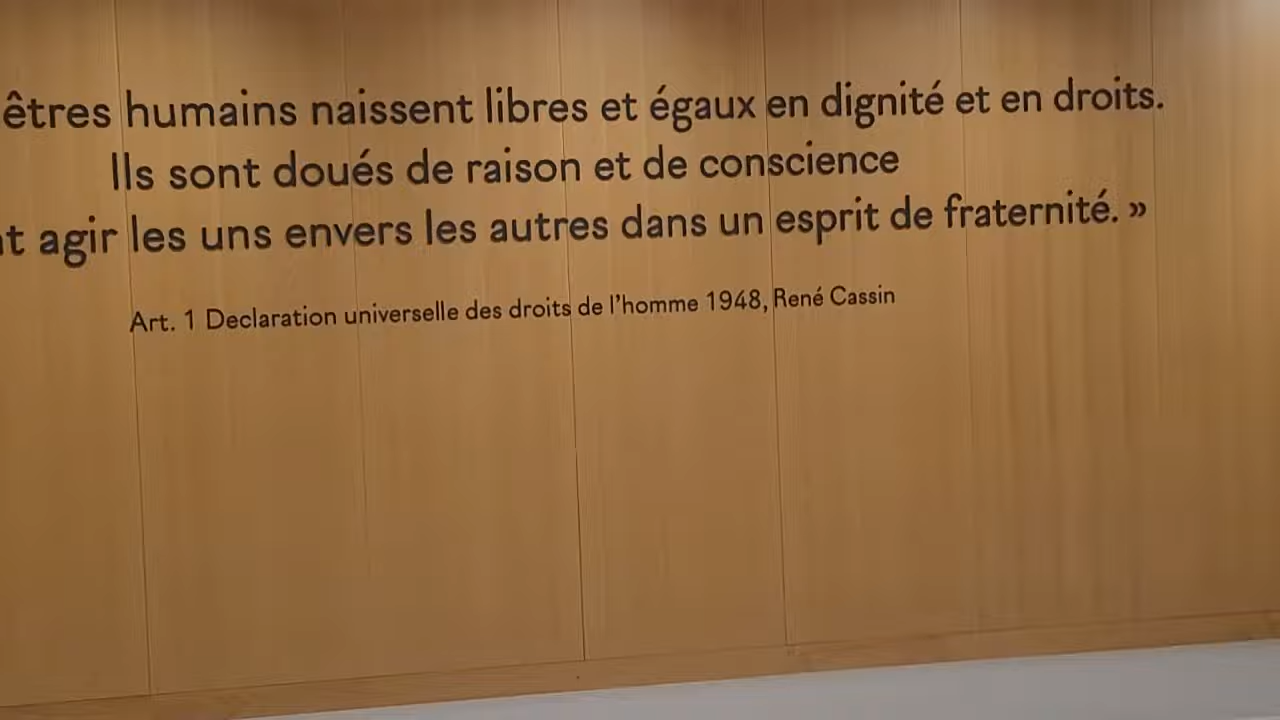 êtres humains naissent libres et égaux en dignité et en droits.
Ils sont doués de raison et de conscience
agir les uns envers les autres dans un esprit de fraternité. »
Art. 1 Declaration universelle des droits de l'homme 1948, René Cassin